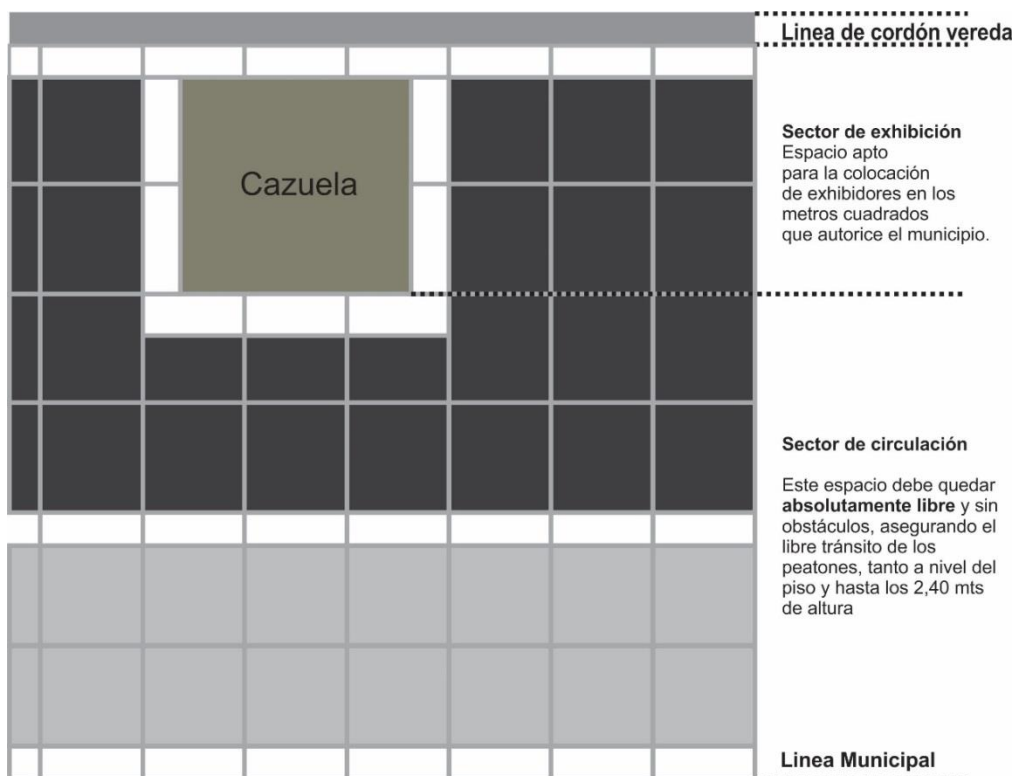 Linea de cordón vereda
Cazuela
Sector de exhibición
Espacio apto
para la colocación
de exhibidores en los
metros cuadrados
que autorice el municipio.
Sector de circulación
Este espacio debe quedar
absolutamente libre y sin
obstáculos, asegurando el
libre tránsito de los
peatones, tanto a nivel del
piso y hasta los 2,40 mts
de altura
Linea Municipal